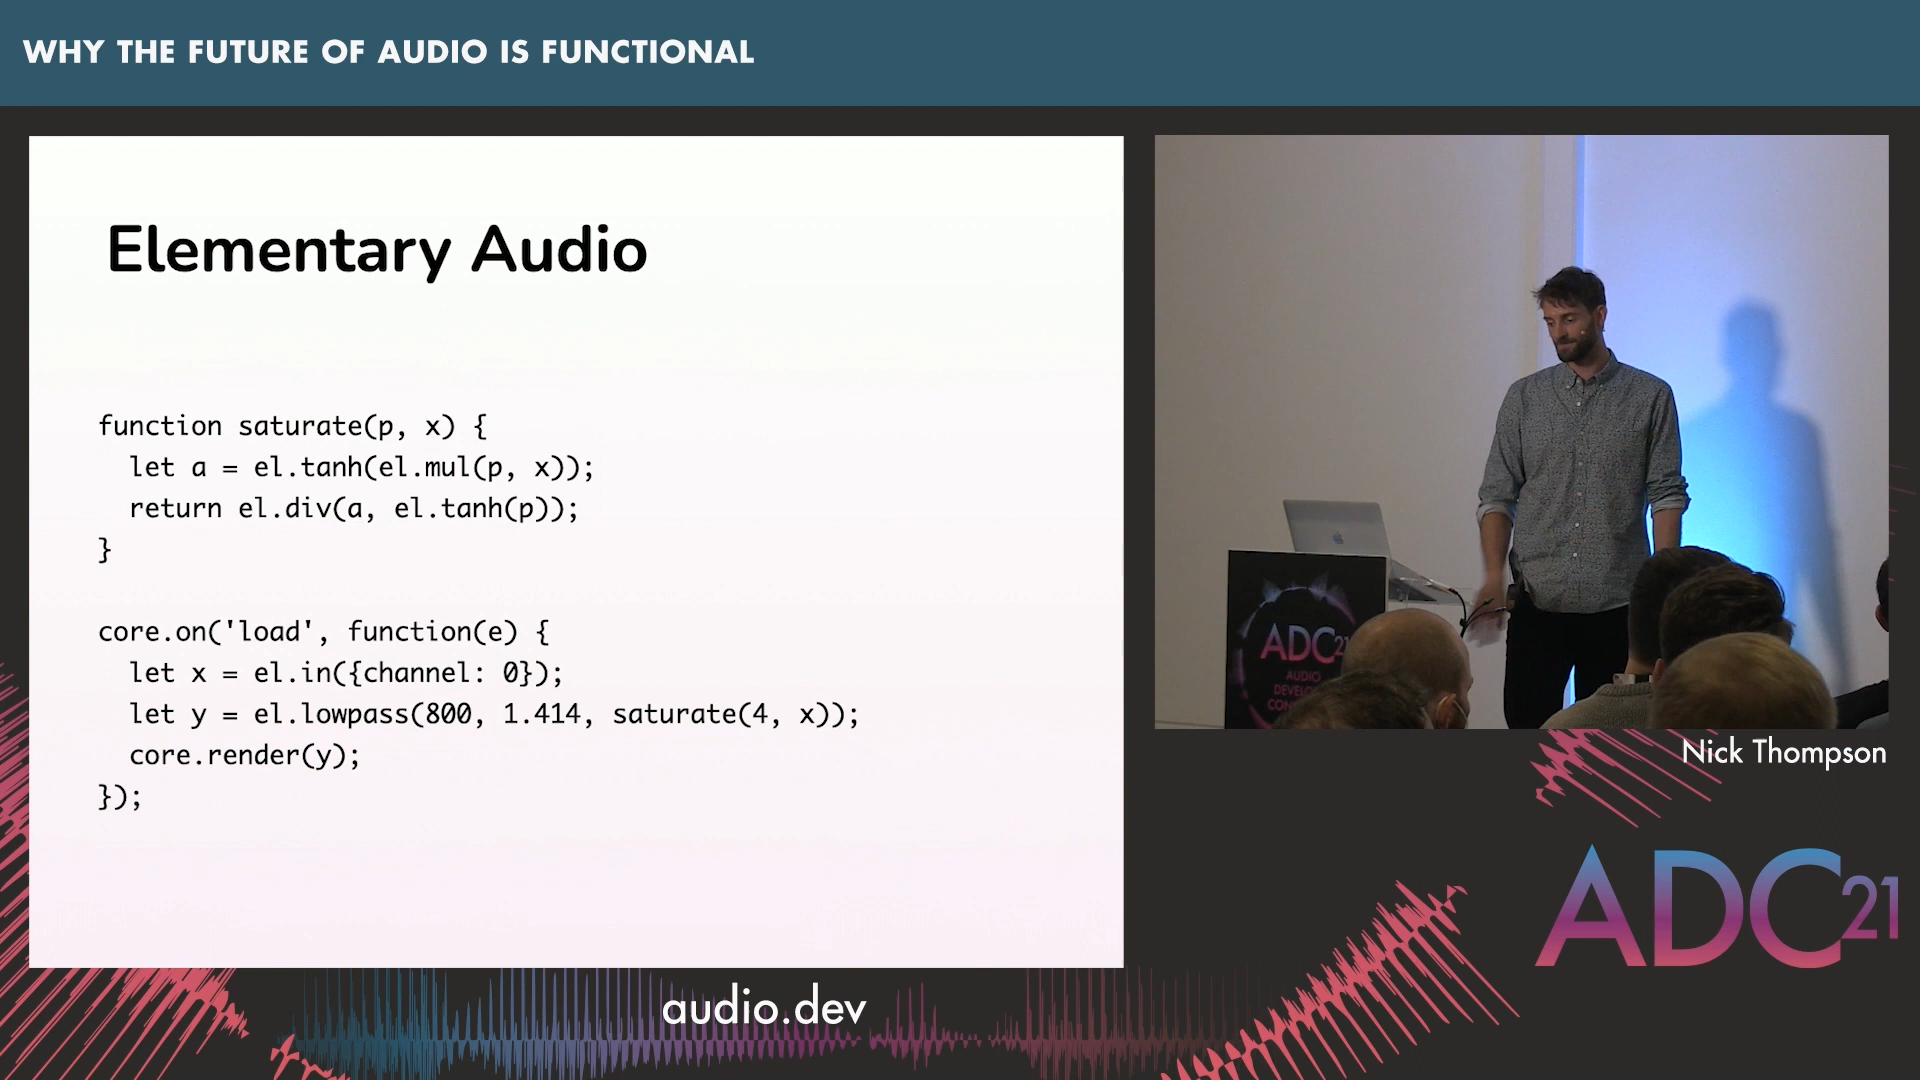 WHY THE FUTURE OF AUDIO IS FUNCTIONAL
Elementary Audio
function saturate(p, x) {
  let a = el.tanh(el.mul(p, x));
  return el.div(a, el.tanh(p));
}
core.on('load', function(e) {
  let x = el.in({channel: 0});
  let y = el.lowpass(800, 1.414, saturate(4, x));
  core.render(y);
});
ADC21
AUDIO
Nick Thompson
ADC21
audio.dev